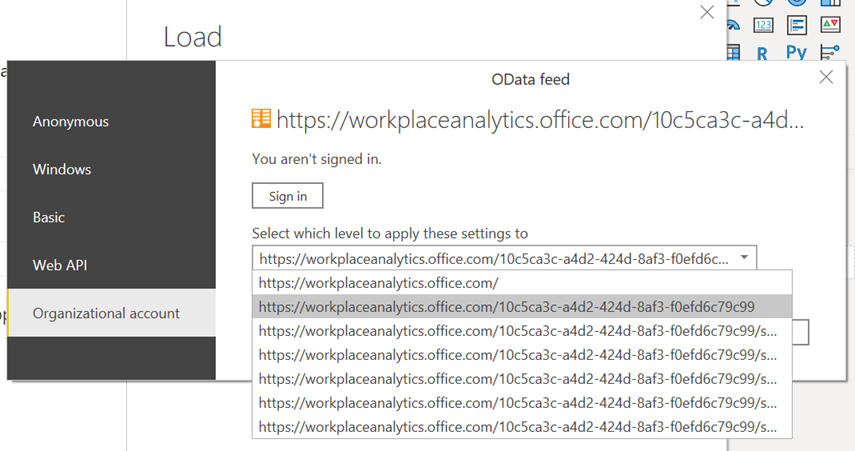 Load
OData feed
https://workplaceanalytics.office.com/10c5ca3c-a4d...
You aren't signed in.
Sign in
Select which level to apply these settings to
https://workplaceanalytics.office.com/10c5ca3c-a4d2-424d-8af3-f0efd6c...
https://workplaceanalytics.office.com/
https://workplaceanalytics.office.com/10c5ca3c-a4d2-424d-8af3-f0efd6c79c99
https://workplaceanalytics.office.com/10c5ca3c-a4d2-424d-8af3-f0efd6c79c99/s...
https://workplaceanalytics.office.com/10c5ca3c-a4d2-424d-8af3-f0efd6c79c99/s...
https://workplaceanalytics.office.com/10c5ca3c-a4d2-424d-8af3-f0efd6c79c99/s...
https://workplaceanalytics.office.com/10c5ca3c-a4d2-424d-8af3-f0efd6c79c99/s...
https://workplaceanalytics.office.com/10c5ca3c-a4d2-424d-8af3-f0efd6c79c99/s...
Anonymous
Windows
Basic
Web API
Organizational account
123
R Py